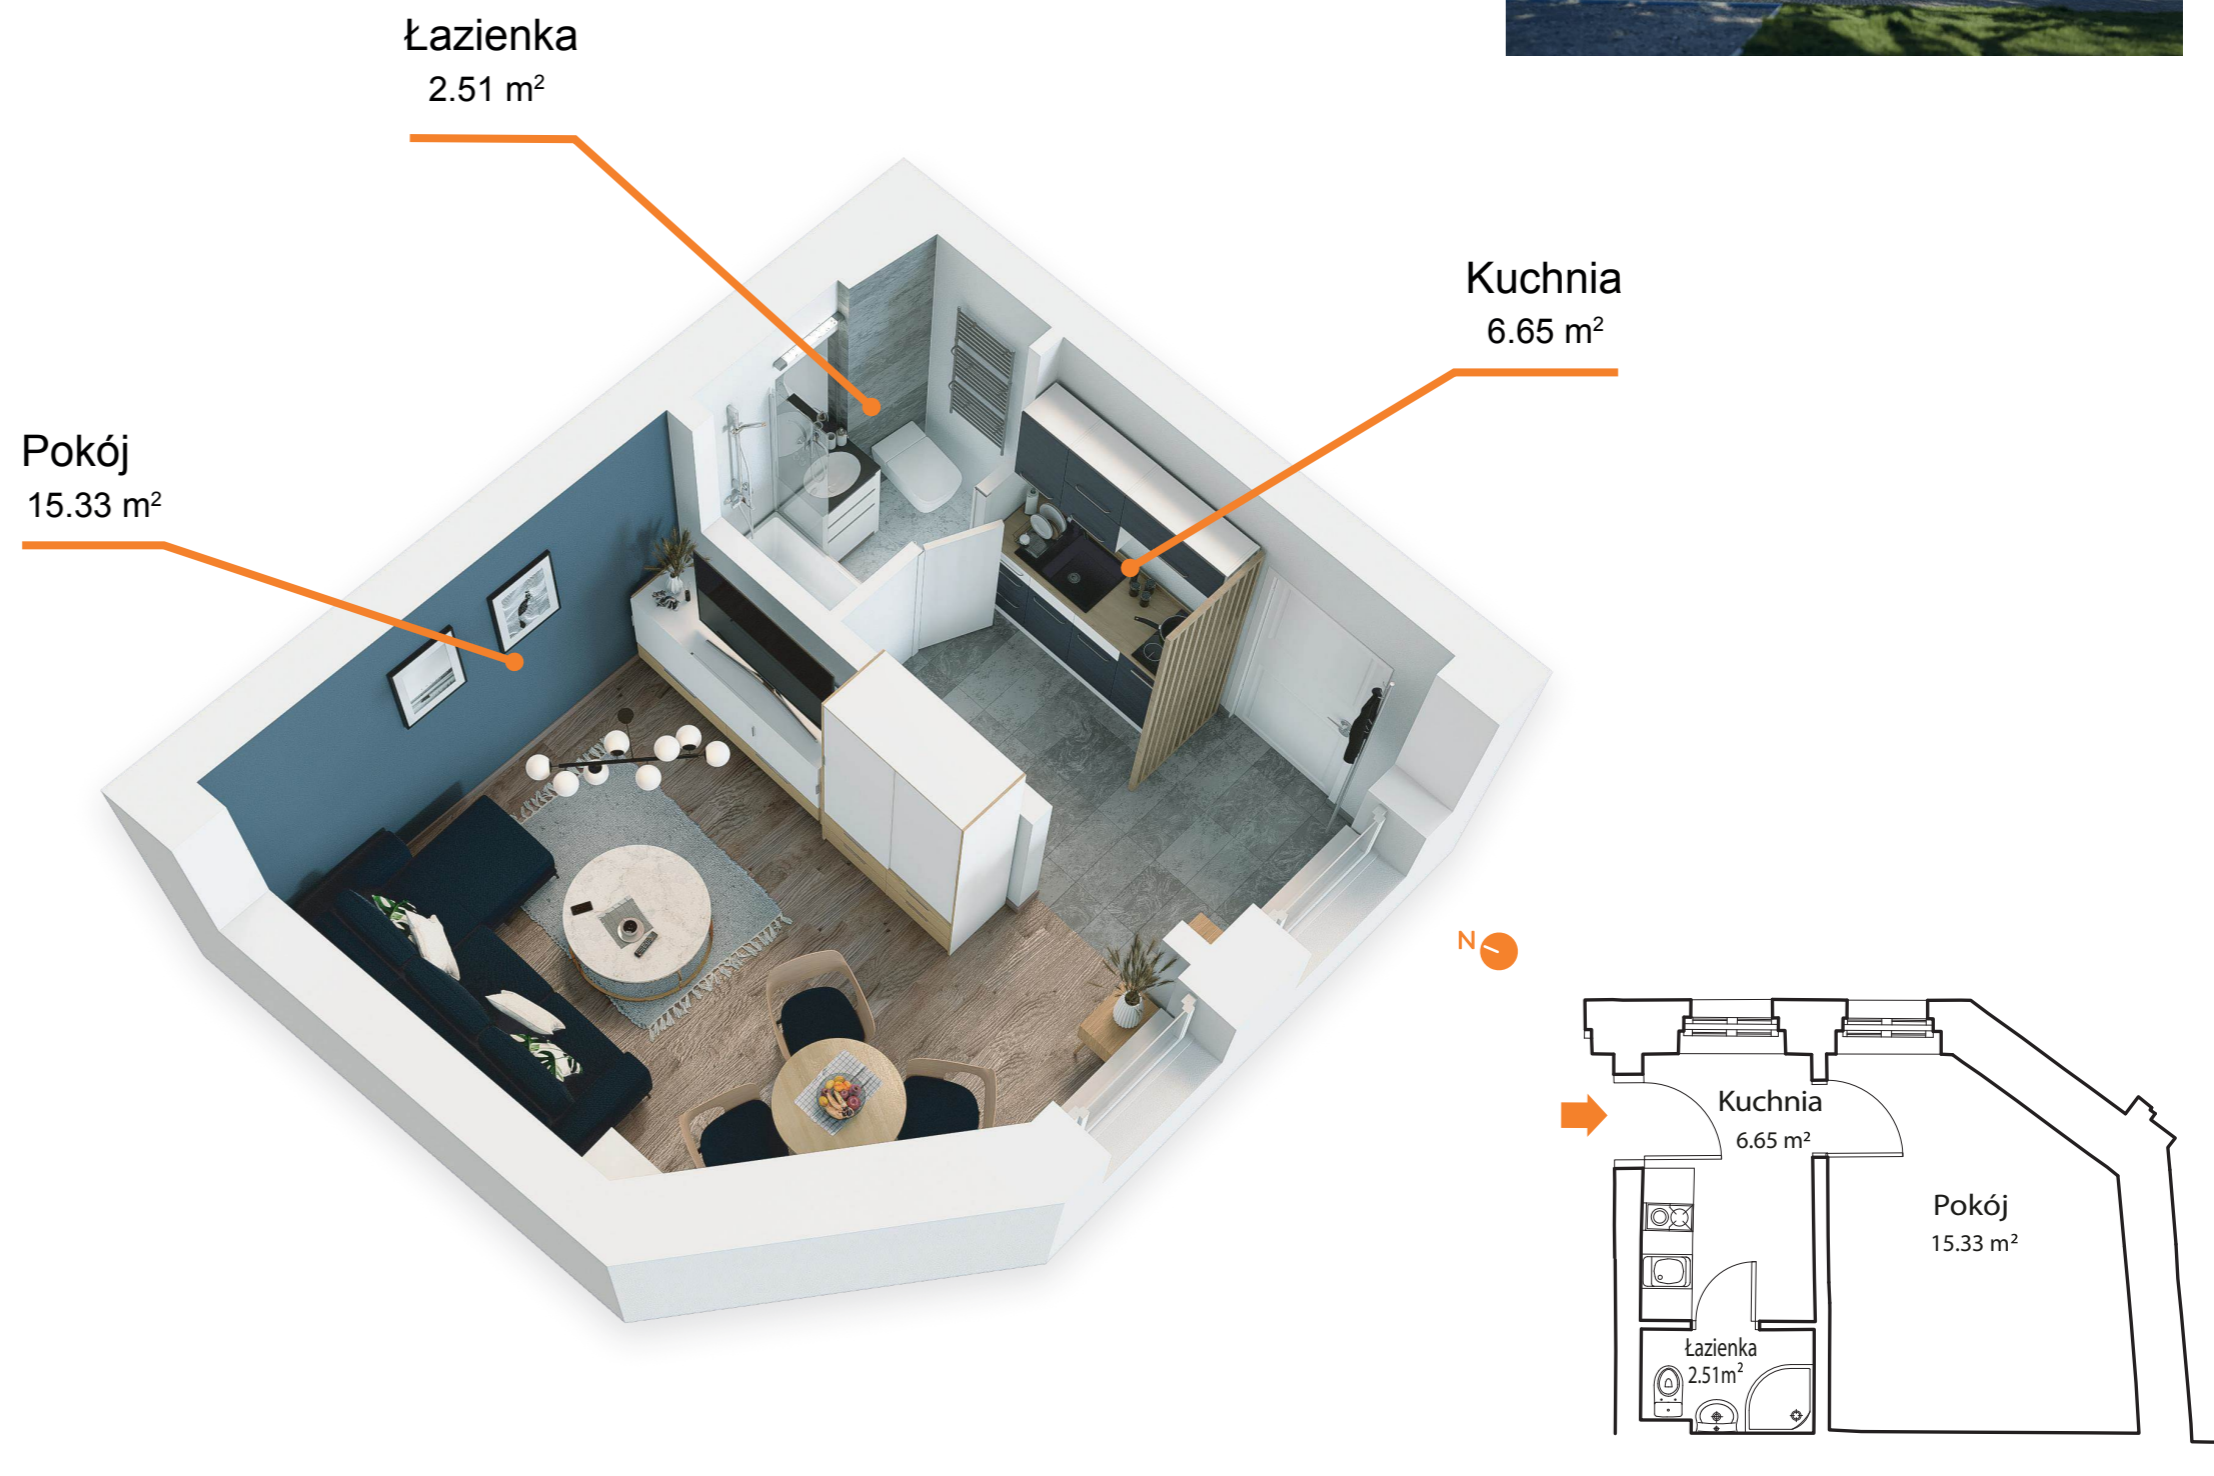 Łazienka
2.51 m²
Kuchnia
6.65 m²
Pokój
15.33 m²
N
Kuchnia
6.65 m²
Pokój
15.33 m²
Łazienka
2.51m²